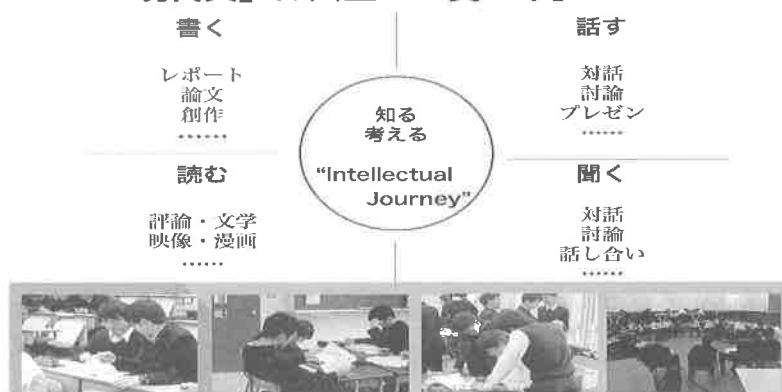 書く
レポート
論文
創作
……
話す
対話
討論
プレゼン
……
知る
考える
“Intellectual
Journey”
読む
評論・文学
映像・漫画
……
聞く
対話
討論
話し合い
……